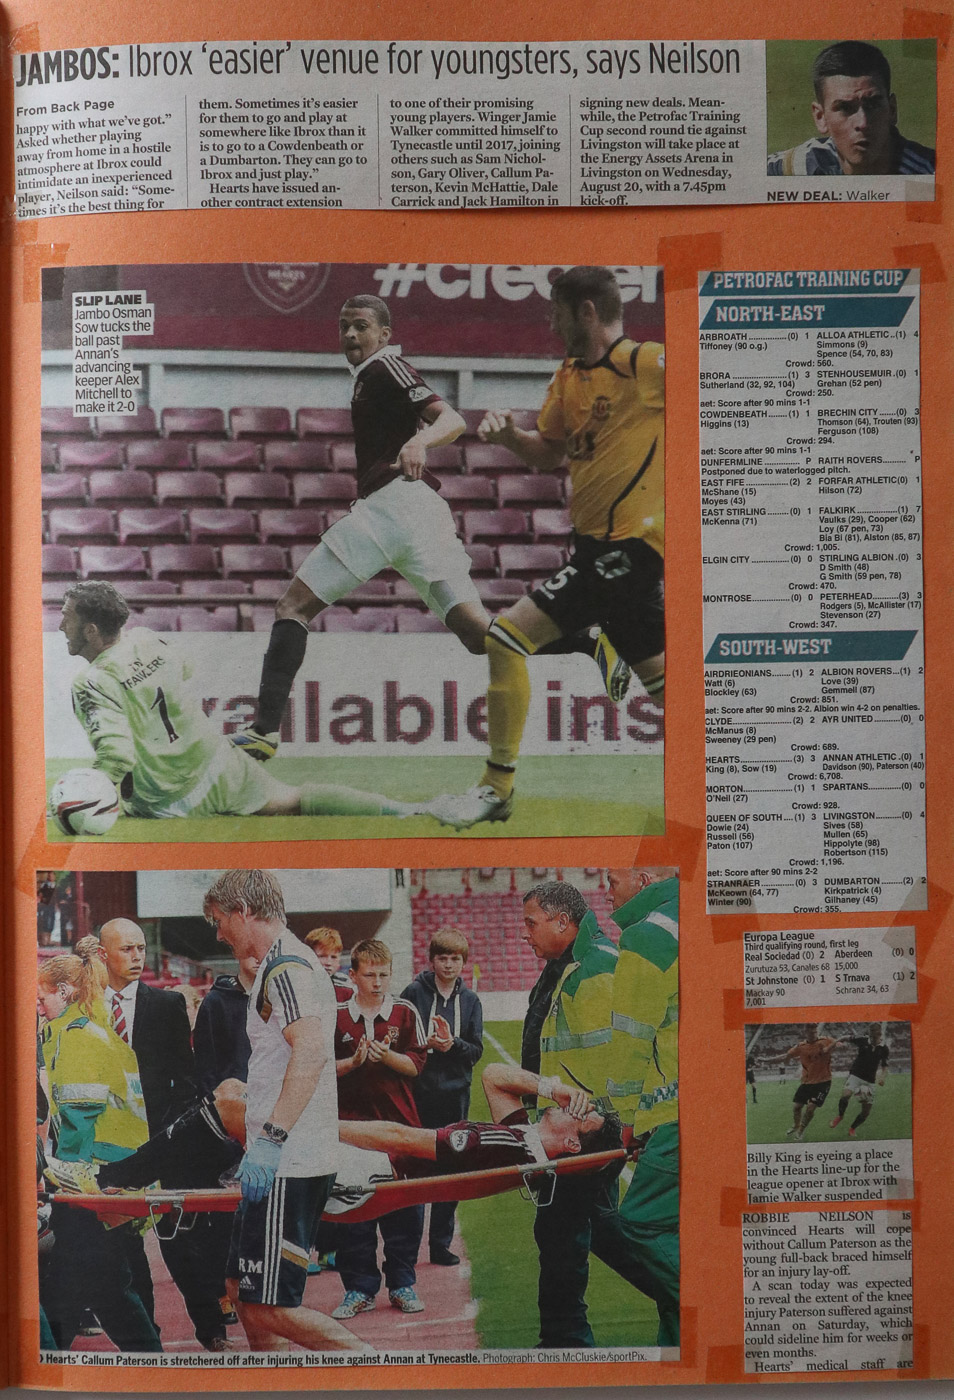 JAMBOS: Ibrox ‘easier’ venue for youngsters, says Neilson
From Back Page
happy with what we’ve got.”
Asked whether playing
away from home in a hostile
atmosphere at Ibrox could
intimidate an inexperienced
player, Neilson said: “Some-
times it’s the best thing for
them. Sometimes it’s easier
for them to go and play at
somewhere like Ibrox than it
is to go to a Cowdenbeath or
a Dumbarton. They can go to
Ibrox and just play.”
Hearts have issued an-
other contract extension
to one of their promising
young players. Winger Jamie
Walker committed himself to
Tynecastle until 2017, joining
others such as Sam Nichol-
son, Gary Oliver, Callum Pa-
terson, Kevin McHattie, Dale
Carrick and Jack Hamilton in
signing new deals. Mean-
while, the Petrofac Training
Cup second round tie against
Livingston will take place at
the Energy Assets Arena in
Livingston on Wednesday,
August 20, with a 7.45pm
kick-off.
NEW DEAL: Walker
SLIP LANE
Jambo Osman
Sow tucks the
ball past
Annan’s
advancing
keeper Alex
Mitchell to
make it 2-0
HEARTS
1
5
vailable ins
PETROFAC TRAINING CUP
NORTH-EAST
ARBROATH (0) 1 ALLOA ATHLETIC (1) 4
Tiffoney (90 o.g.) Simmons (9)
Spence (54, 70, 83)
Crowd: 560.
BRORA (1) 3 STENHOUSEMUIR (0) 1
Sutherland (32, 92, 104) Grehan (52 pen)
Crowd: 250.
aet: Score after 90 mins 1-1
COWDENBEATH (1) 1 BRECHIN CITY (0) 3
Higgins (13) Thomson (64), Trouten (93)
Ferguson (108)
Crowd: 294.
aet: Score after 90 mins 1-1
DUNFERMLINE P RAITH ROVERS P
Postponed due to waterlogged pitch.
EAST FIFE (2) 2 FORFAR ATHLETIC (0) 1
McShane (15) Hilson (72)
Moyes (43)
EAST STIRLING (0) 1 FALKIRK (1) 7
McKenna (71) Vaulks (29), Cooper (62)
Loy (67 pen, 73)
Bia Bi (81), Alston (85, 87)
Crowd: 1,005.
ELGIN CITY (0) 0 STIRLING ALBION (0) 3
D Smith (48)
G Smith (59 pen, 78)
Crowd: 470.
MONTROSE (0) 0 PETERHEAD (3) 3
Rodgers (5), McAllister (17)
Stevenson (27)
Crowd: 347.
SOUTH-WEST
AIRDRIEONIANS (1) 2 ALBION ROVERS (1) 2
Watt (6) Love (39)
Blockley (63) Gemmell (87)
Crowd: 851.
aet: Score after 90 mins 2-2. Albion win 4-2 on penalties.
CLYDE (2) 2 AYR UNITED (0) 0
McManus (8)
Sweeney (29 pen)
Crowd: 689.
HEARTS (3) 3 ANNAN ATHLETIC (0) 1
King (8), Sow (19) Davidson (90), Paterson (40)
Crowd: 6,708.
MORTON (1) 1 SPARTANS (0) 0
O’Neil (27)
Crowd: 928.
QUEEN OF SOUTH (1) 3 LIVINGSTON (0) 4
Dowie (24) Sives (58)
Russell (56) Mullen (65)
Paton (107) Hippolyte (98)
Robertson (115)
Crowd: 1,196.
aet: Score after 90 mins 2-2
STRANRAER (0) 3 DUMBARTON (2) 2
McKeown (64, 77) Kirkpatrick (4)
Winter (90) Gilhaney (45)
Crowd: 355.
Europa League
Third qualifying round, first leg
Real Sociedad (0) 2 Aberdeen (0) 0
Zurutuza 53, Canales 68 15,000
St Johnstone (0) 1 S Trnava (1) 2
Mackay 90 Schranz 34, 63
7,001
Billy King is eyeing a place
in the Hearts line-up for the
league opener at Ibrox with
Jamie Walker suspended
ROBBIE NEILSON is
convinced Hearts will cope
without Callum Paterson as the
young full-back braced himself
for an injury lay-off.
A scan today was expected
to reveal the extent of the knee
injury Paterson suffered against
Annan on Saturday, which
could sideline him for weeks or
even months.
Hearts’ medical staff are
RM
adidas
Hearts’ Callum Paterson is stretchered off after injuring his knee against Annan at Tynecastle. Photograph: Chris McCluskie/sportPix.